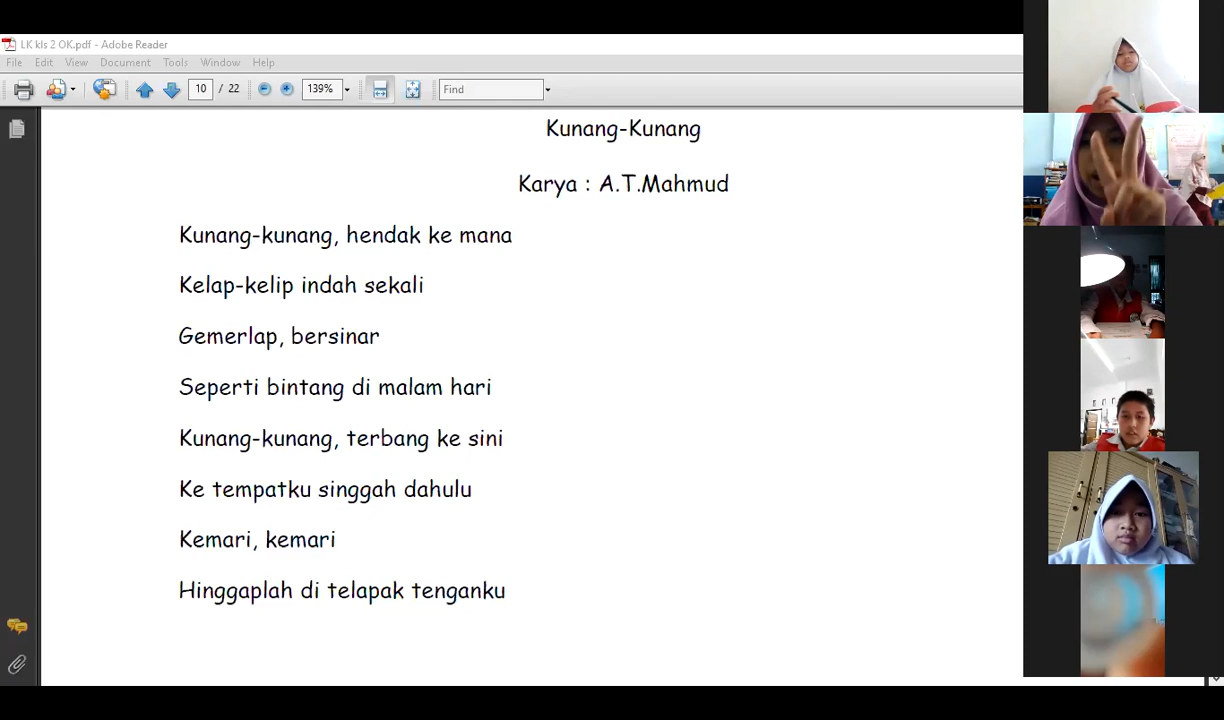 LK kls 2 OK.pdf - Adobe Reader
File Edit View Document Tools Window Help
10 / 22 139% Find
Kunang-Kunang
Karya : A.T.Mahmud
Kunang-kunang, hendak ke mana
Kelap-kelip indah sekali
Gemerlap, bersinar
Seperti bintang di malam hari
Kunang-kunang, terbang ke sini
Ke tempatku singgah dahulu
Kemari, kemari
Hinggaplah di telapak tenganku